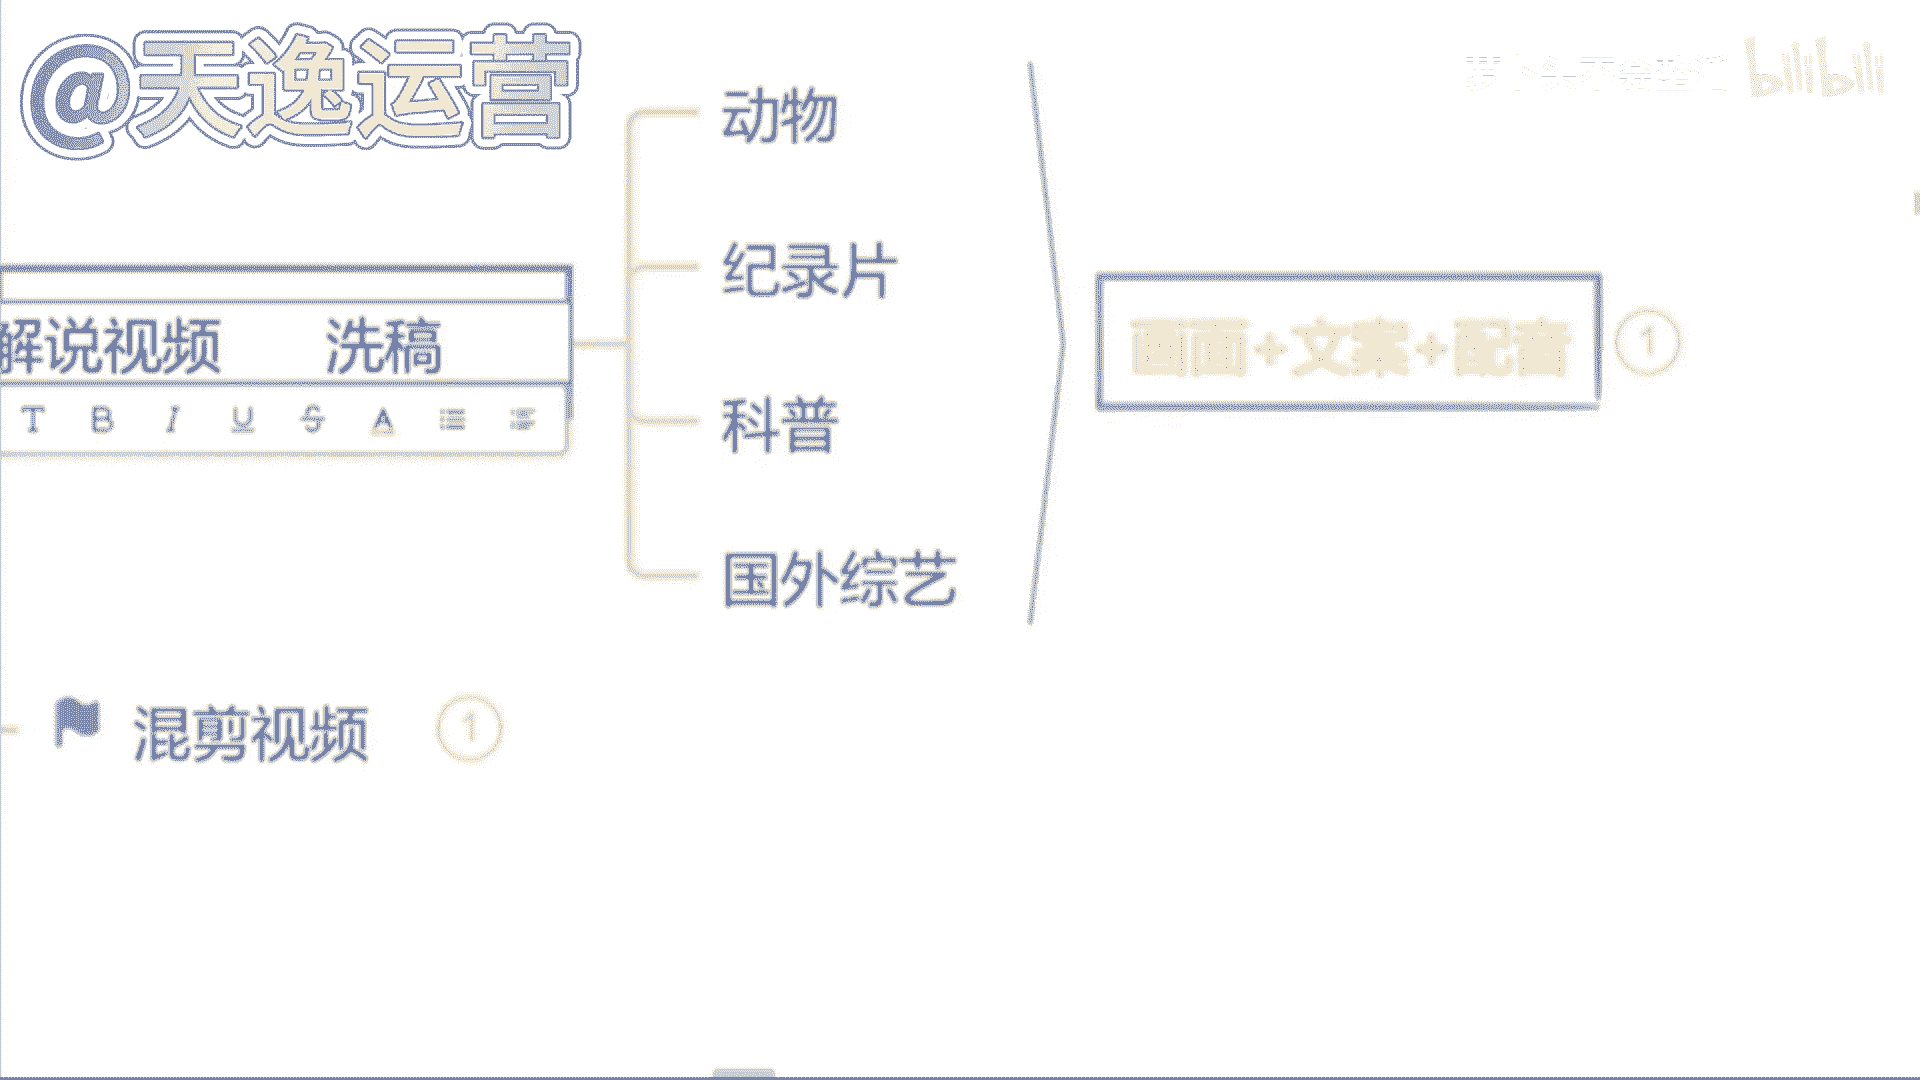 @天逸运营
bilibili
动物
纪录片
解说视频 洗稿
T B I U S A
画面+文案+配音 1
科普
国外综艺
混剪视频 1